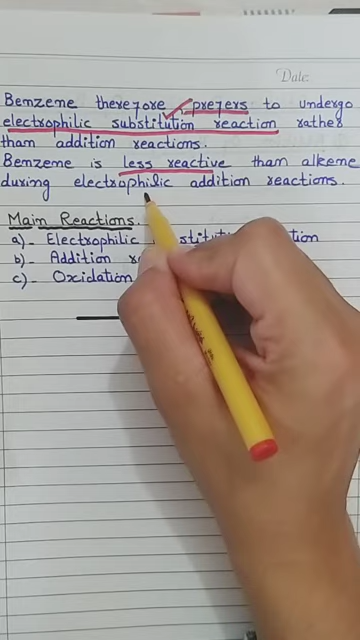 Date:
Benzene therefore prefers to undergo
electrophilic substitution reaction rather
than addition reactions.
Benzene is less reactive than alkene
during electrophilic addition reactions.
Main Reactions.
a)- Electrophilic
b)- Addition
c)- Oxidation